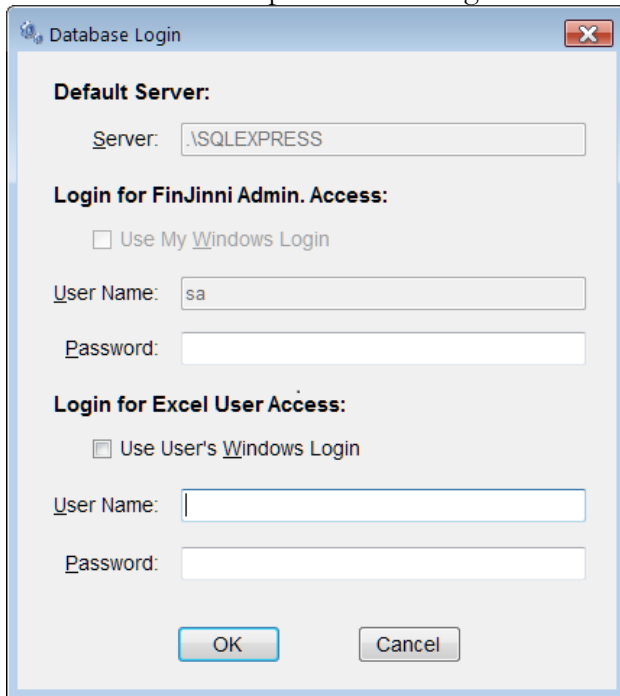 Database Login
Default Server:
Server: .\SQLEXPRESS
Login for FinJinni Admin. Access:
Use My Windows Login
User Name: sa
Password:
Login for Excel User Access:
Use User's Windows Login
User Name:
Password:
OK Cancel